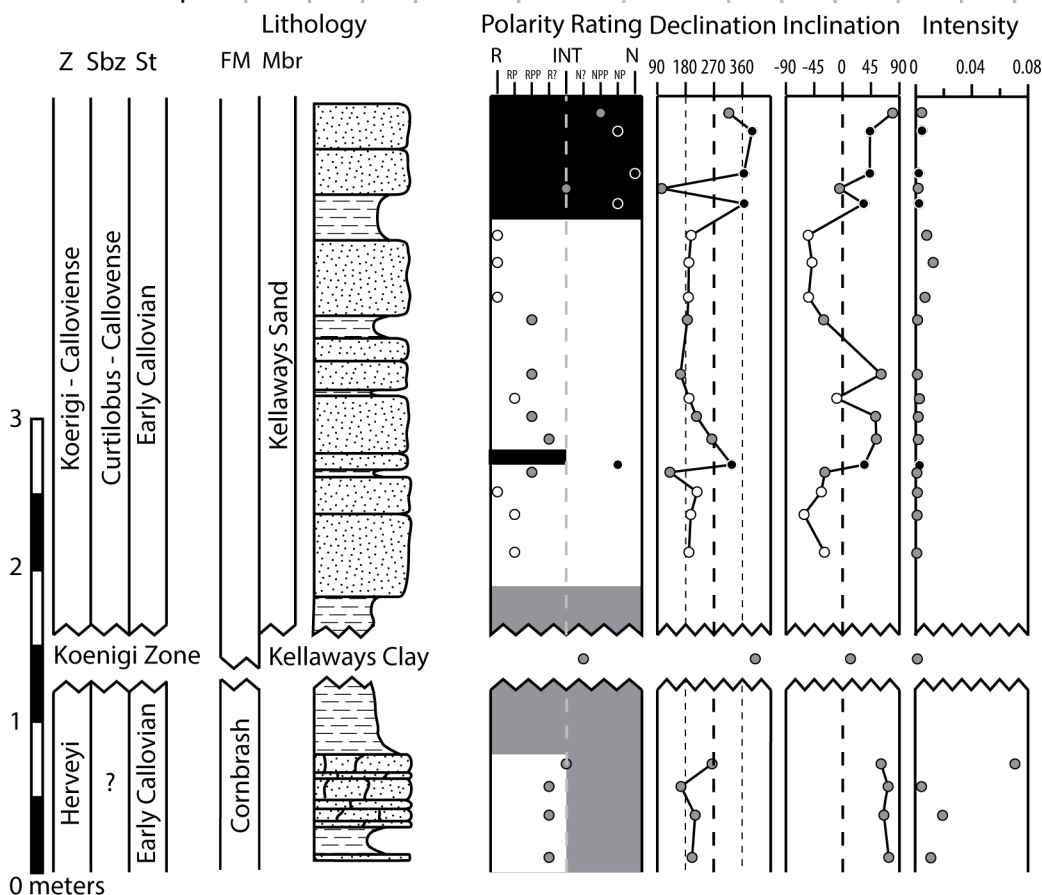 Lithology Polarity Rating Declination Inclination Intensity
Z Sbz St FM Mbr R INT N
RP RPP R? N? NPP NP
90 180 270 360 -90 -45 0 45 90 0 0.04 0.08
Koerigi - Calloviense
Curtilobus - Callovense
Early Callovian
Kellaways Sand
3
2
Koenigi Zone Kellaways Clay
1
Herveyi
?
Early Callovian
Cornbrash
0 meters